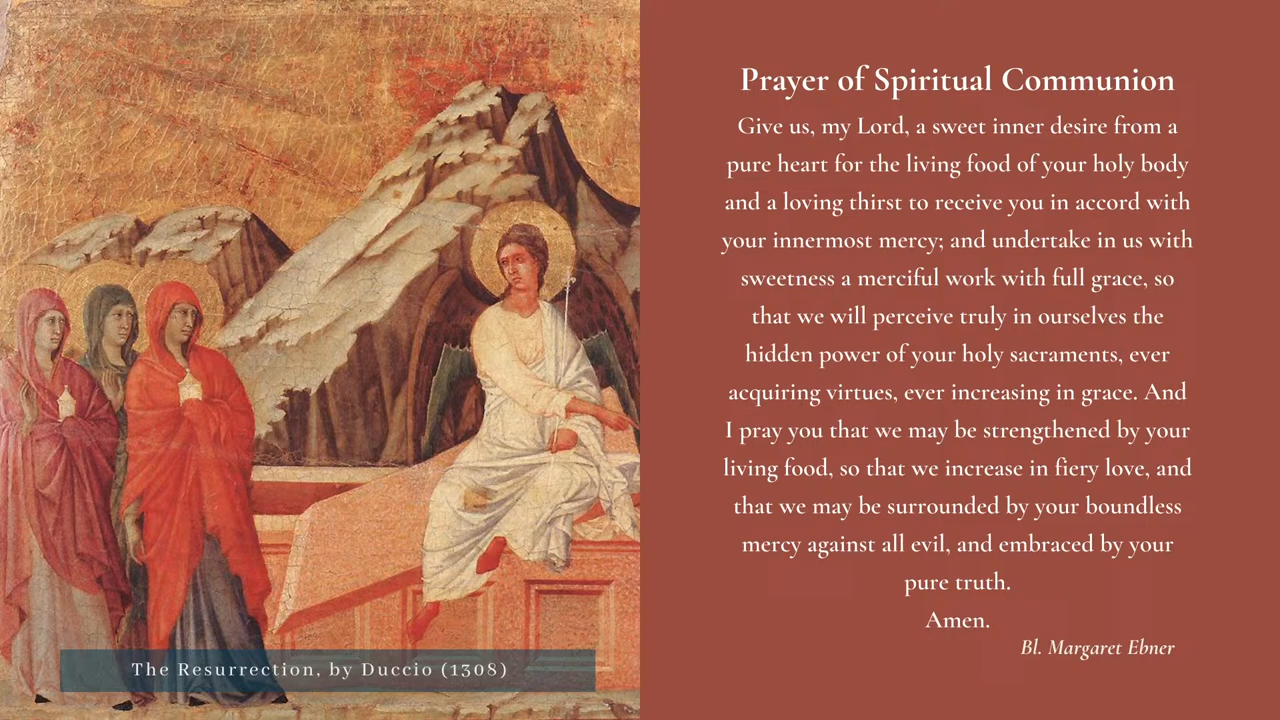 The Resurrection, by Duccio (1308)
Prayer of Spiritual Communion
Give us, my Lord, a sweet inner desire from a
pure heart for the living food of your holy body
and a loving thirst to receive you in accord with
your innermost mercy; and undertake in us with
sweetness a merciful work with full grace, so
that we will perceive truly in ourselves the
hidden power of your holy sacraments, ever
acquiring virtues, ever increasing in grace. And
I pray you that we may be strengthened by your
living food, so that we increase in fiery love, and
that we may be surrounded by your boundless
mercy against all evil, and embraced by your
pure truth.
Amen.
Bl. Margaret Ebner